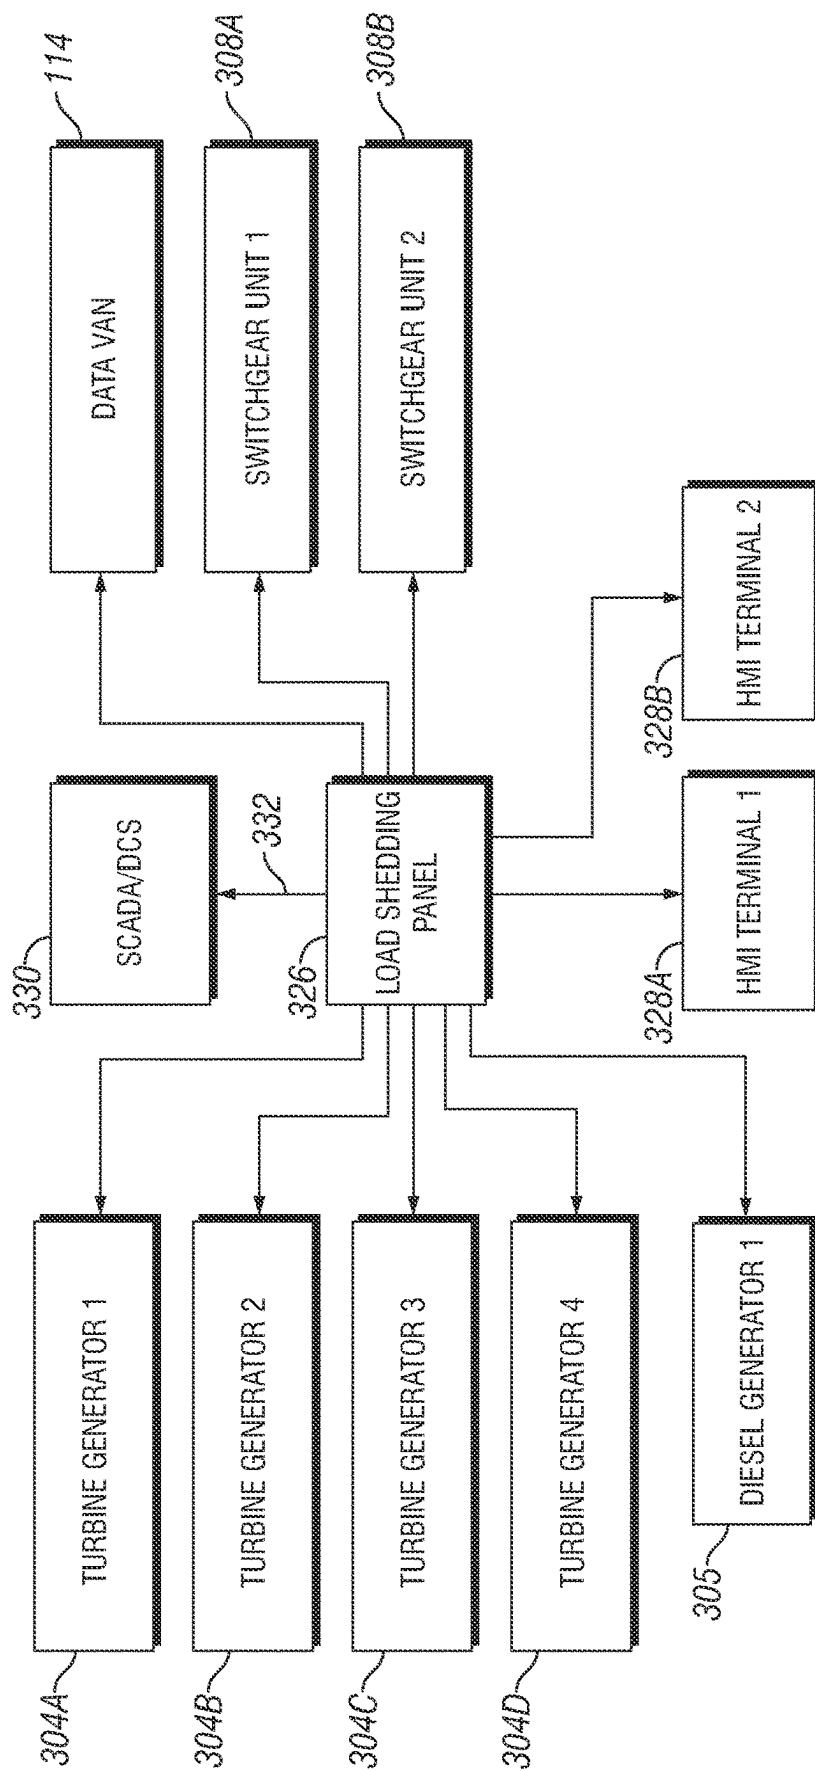 304A
TURBINE GENERATOR 1
304B
TURBINE GENERATOR 2
304C
TURBINE GENERATOR 3
304D
TURBINE GENERATOR 4
305
DIESEL GENERATOR 1
330
SCADA/DCS
332
326
LOAD SHEDDING
PANEL
328A
HMI TERMINAL 1
328B
HMI TERMINAL 2
114
DATA VAN
308A
SWITCHGEAR UNIT 1
308B
SWITCHGEAR UNIT 2